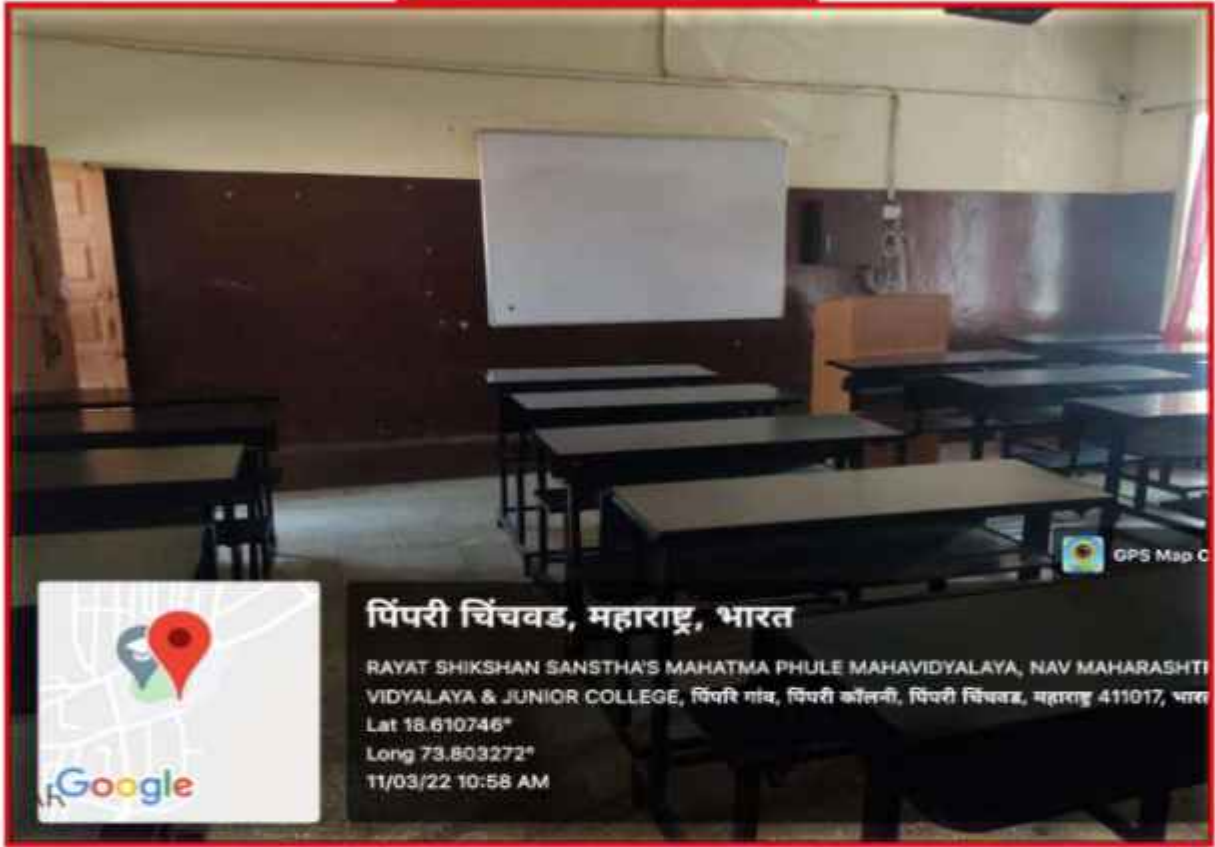 GPS Map C
पिंपरी चिंचवड, महाराष्ट्र, भारत
RAYAT SHIKSHAN SANSTHA'S MAHATMA PHULE MAHAVIDYALAYA, NAV MAHARASHTR
VIDYALAYA & JUNIOR COLLEGE, पिंपरि गांव, पिंपरी कॉलनी, पिंपरी चिंचवड, महाराष्ट्र 411017, भारत
Lat 18.610746°
Long 73.803272°
11/03/22 10:58 AM
Google